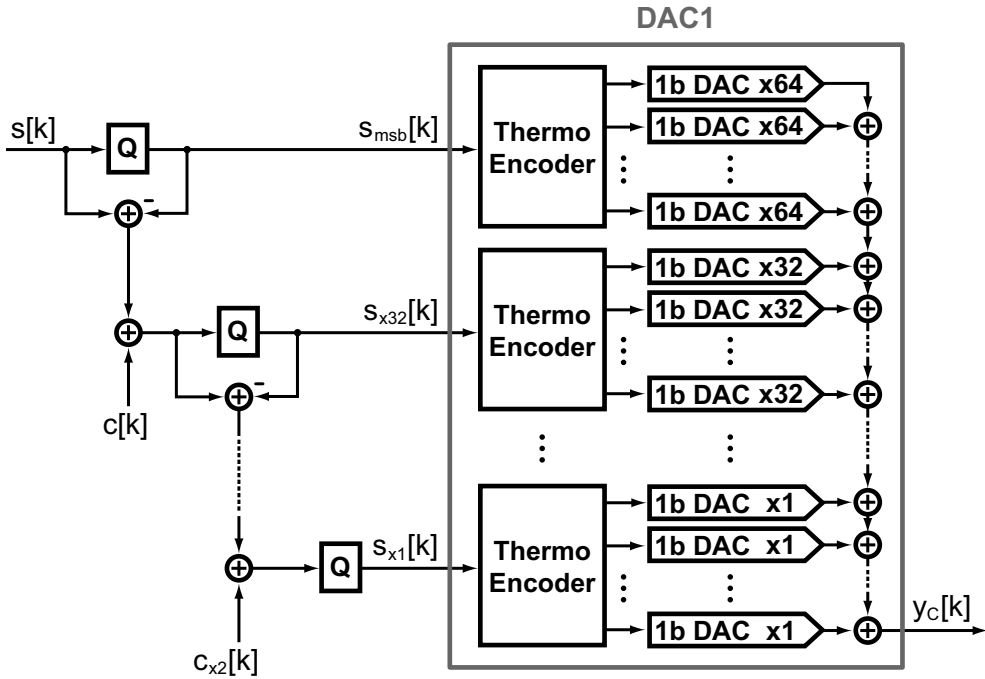 DAC1
s[k]
Q
s_msb[k]
Thermo
Encoder
1b DAC x64
1b DAC x64
1b DAC x64
-
c[k]
Q
s_x32[k]
Thermo
Encoder
1b DAC x32
1b DAC x32
1b DAC x32
-
c_x2[k]
Q
s_x1[k]
Thermo
Encoder
1b DAC x1
1b DAC x1
1b DAC x1
y_C[k]